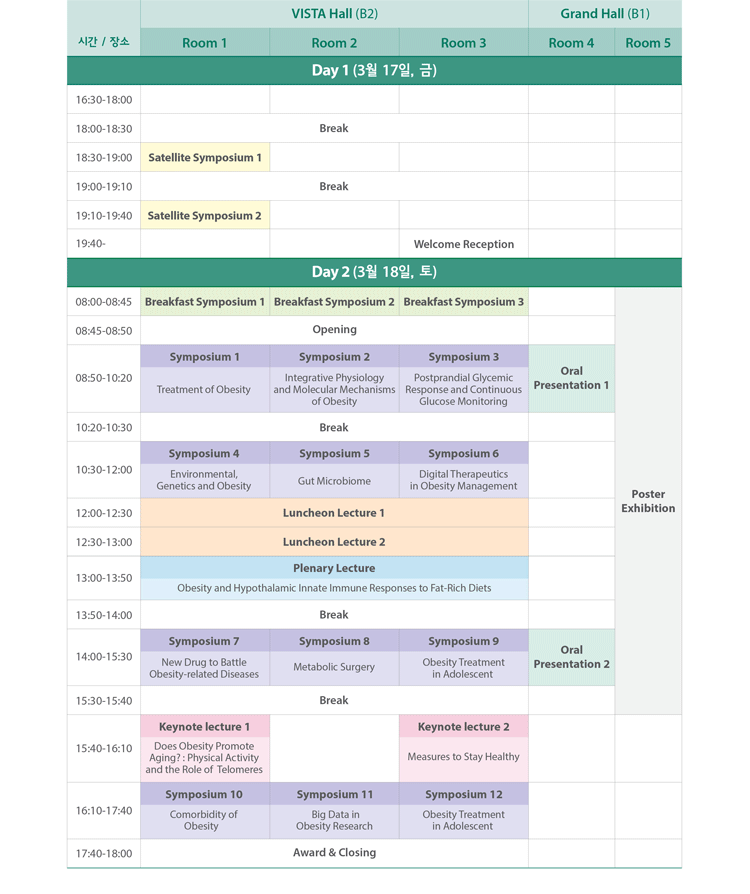 VISTA Hall (B2)
Grand Hall (B1)
시간 / 장소
Room 1
Room 2
Room 3
Room 4
Room 5
Day 1 (3월 17일, 금)
16:30-18:00
18:00-18:30
Break
18:30-19:00
Satellite Symposium 1
19:00-19:10
Break
19:10-19:40
Satellite Symposium 2
19:40-
Welcome Reception
Day 2 (3월 18일, 토)
08:00-08:45
Breakfast Symposium 1
Breakfast Symposium 2
Breakfast Symposium 3
08:45-08:50
Opening
08:50-10:20
Symposium 1
Treatment of Obesity
Symposium 2
Integrative Physiology
and Molecular Mechanisms
of Obesity
Symposium 3
Postprandial Glycemic
Response and Continuous
Glucose Monitoring
Oral
Presentation 1
10:20-10:30
Break
10:30-12:00
Symposium 4
Environmental,
Genetics and Obesity
Symposium 5
Gut Microbiome
Symposium 6
Digital Therapeutics
in Obesity Management
Poster
Exhibition
12:00-12:30
Luncheon Lecture 1
12:30-13:00
Luncheon Lecture 2
13:00-13:50
Plenary Lecture
Obesity and Hypothalamic Innate Immune Responses to Fat-Rich Diets
13:50-14:00
Break
14:00-15:30
Symposium 7
New Drug to Battle
Obesity-related Diseases
Symposium 8
Metabolic Surgery
Symposium 9
Obesity Treatment
in Adolescent
Oral
Presentation 2
15:30-15:40
Break
15:40-16:10
Keynote lecture 1
Does Obesity Promote
Aging? : Physical Activity
and the Role of Telomeres
Keynote lecture 2
Measures to Stay Healthy
16:10-17:40
Symposium 10
Comorbidity of
Obesity
Symposium 11
Big Data in
Obesity Research
Symposium 12
Obesity Treatment
in Adolescent
17:40-18:00
Award & Closing